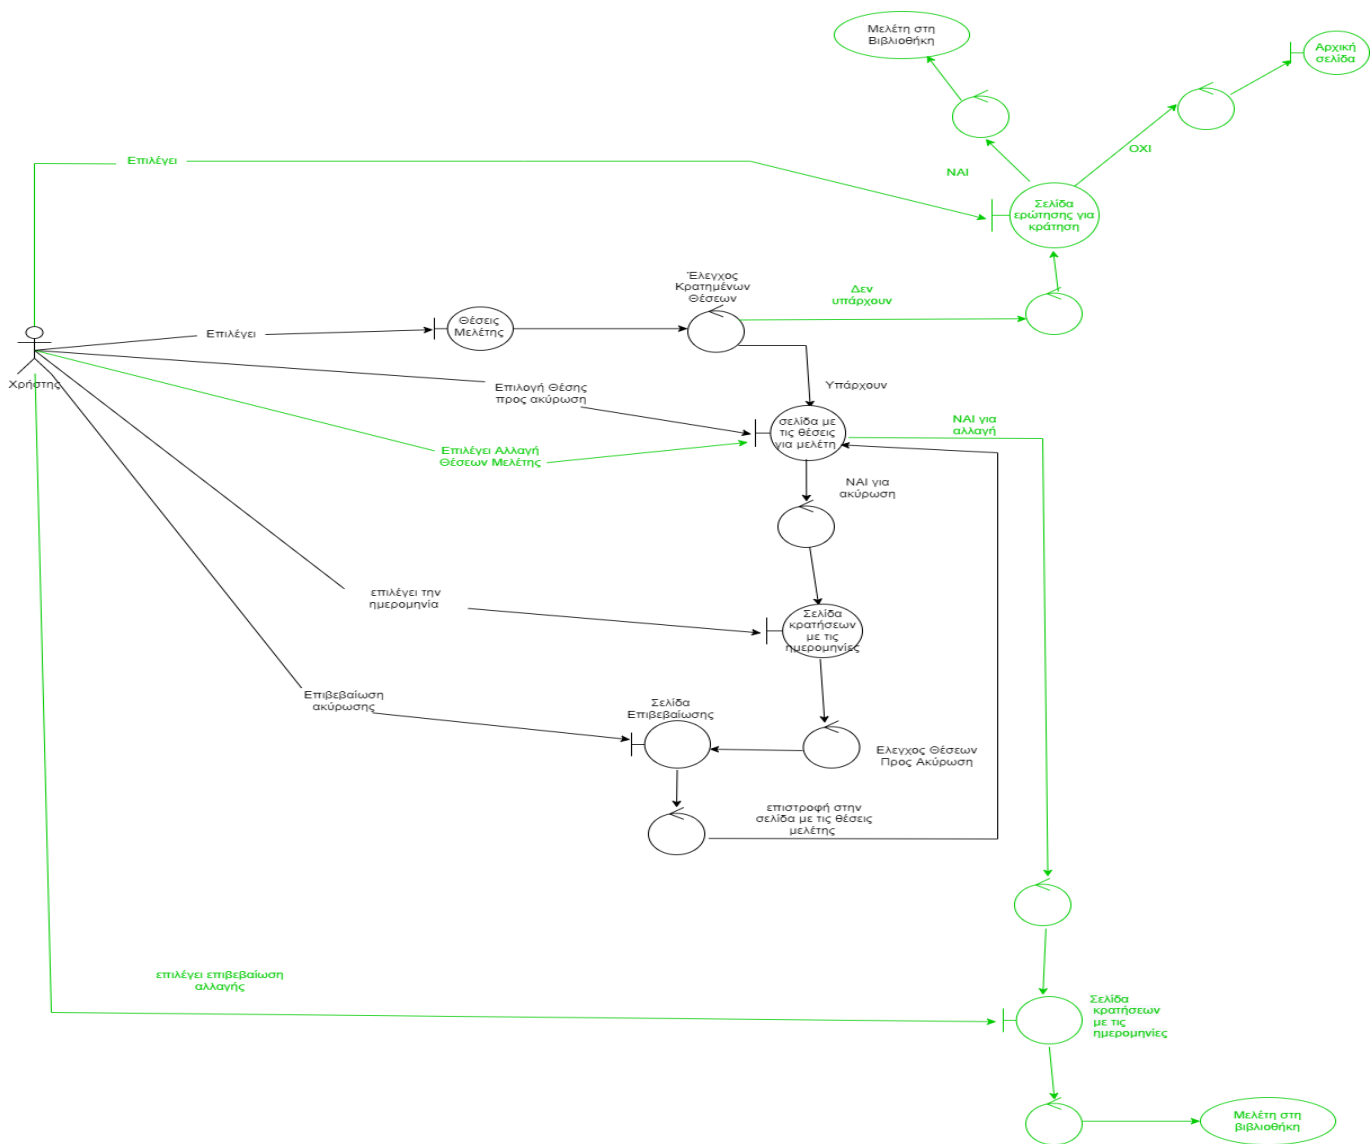 Μελέτη στη
Βιβλιοθήκη
Αρχική
σελίδα
Επιλέγει
ΝΑΙ
ΟΧΙ
Σελίδα
ερώτησης για
κράτηση
Έλεγχος
Κρατημένων
Θέσεων
Δεν
υπάρχουν
Επιλέγει
Θέσεις
Μελέτης
Χρήστης
Επιλογή Θέσης
προς ακύρωση
Υπάρχουν
σελίδα με
τις θέσεις
για μελέτη
ΝΑΙ για
αλλαγή
Επιλέγει Αλλαγή
Θέσεων Μελέτης
ΝΑΙ για
ακύρωση
επιλέγει την
ημερομηνία
Σελίδα
κρατήσεων
με τις
ημερομηνίες
Επιβεβαίωση
ακύρωσης
Σελίδα
Επιβεβαίωσης
Ελεγχος Θέσεων
Προς Ακύρωση
επιστροφή στην
σελίδα με τις θέσεις
μελέτης
επιλέγει επιβεβαίωση
αλλαγής
Σελίδα
κρατήσεων
με τις
ημερομηνίες
Μελέτη στη
βιβλιοθήκη